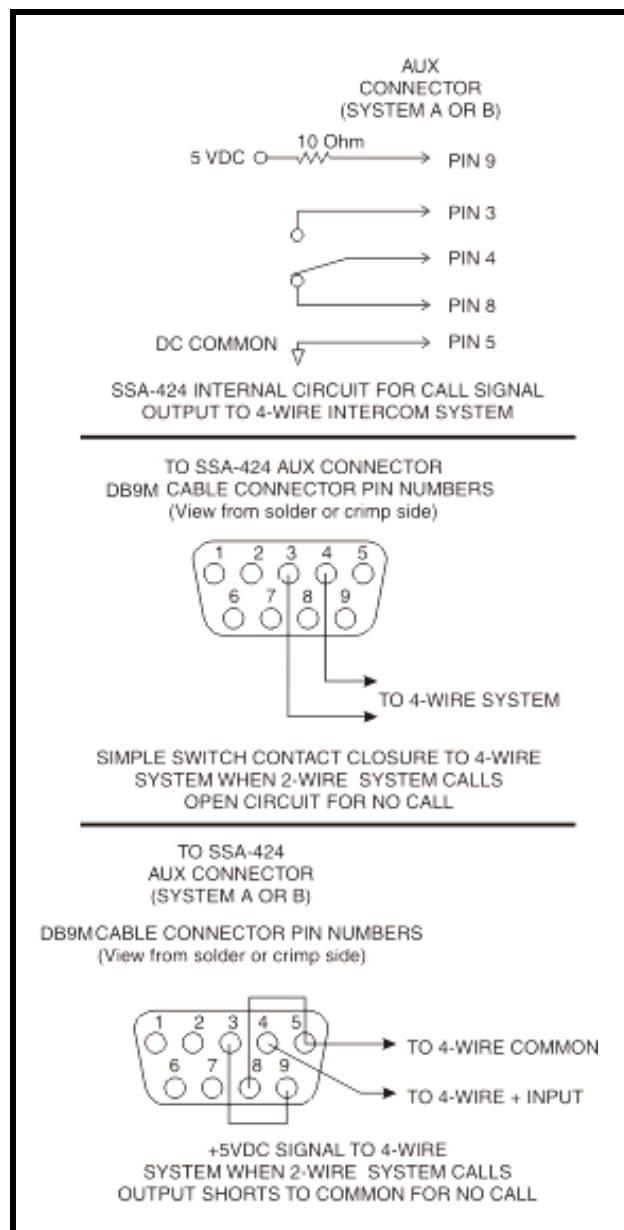 AUX
CONNECTOR
(SYSTEM A OR B)
10 Ohm
5 VDC
PIN 9
PIN 3
PIN 4
PIN 8
DC COMMON
PIN 5
SSA-424 INTERNAL CIRCUIT FOR CALL SIGNAL
OUTPUT TO 4-WIRE INTERCOM SYSTEM
TO SSA-424 AUX CONNECTOR
DB9M CABLE CONNECTOR PIN NUMBERS
(View from solder or crimp side)
1 2 3 4 5
6 7 8 9
TO 4-WIRE SYSTEM
SIMPLE SWITCH CONTACT CLOSURE TO 4-WIRE
SYSTEM WHEN 2-WIRE SYSTEM CALLS
OPEN CIRCUIT FOR NO CALL
TO SSA-424
AUX CONNECTOR
(SYSTEM A OR B)
DB9M CABLE CONNECTOR PIN NUMBERS
(View from solder or crimp side)
1 2 3 4 5
6 7 8 9
TO 4-WIRE COMMON
TO 4-WIRE + INPUT
+5VDC SIGNAL TO 4-WIRE
SYSTEM WHEN 2-WIRE SYSTEM CALLS
OUTPUT SHORTS TO COMMON FOR NO CALL